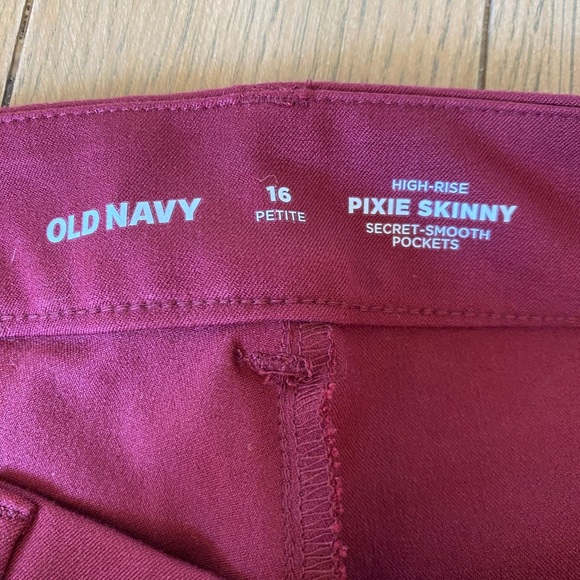 OLD NAVY
16
PETITE
HIGH-RISE
PIXIE SKINNY
SECRET-SMOOTH
POCKETS